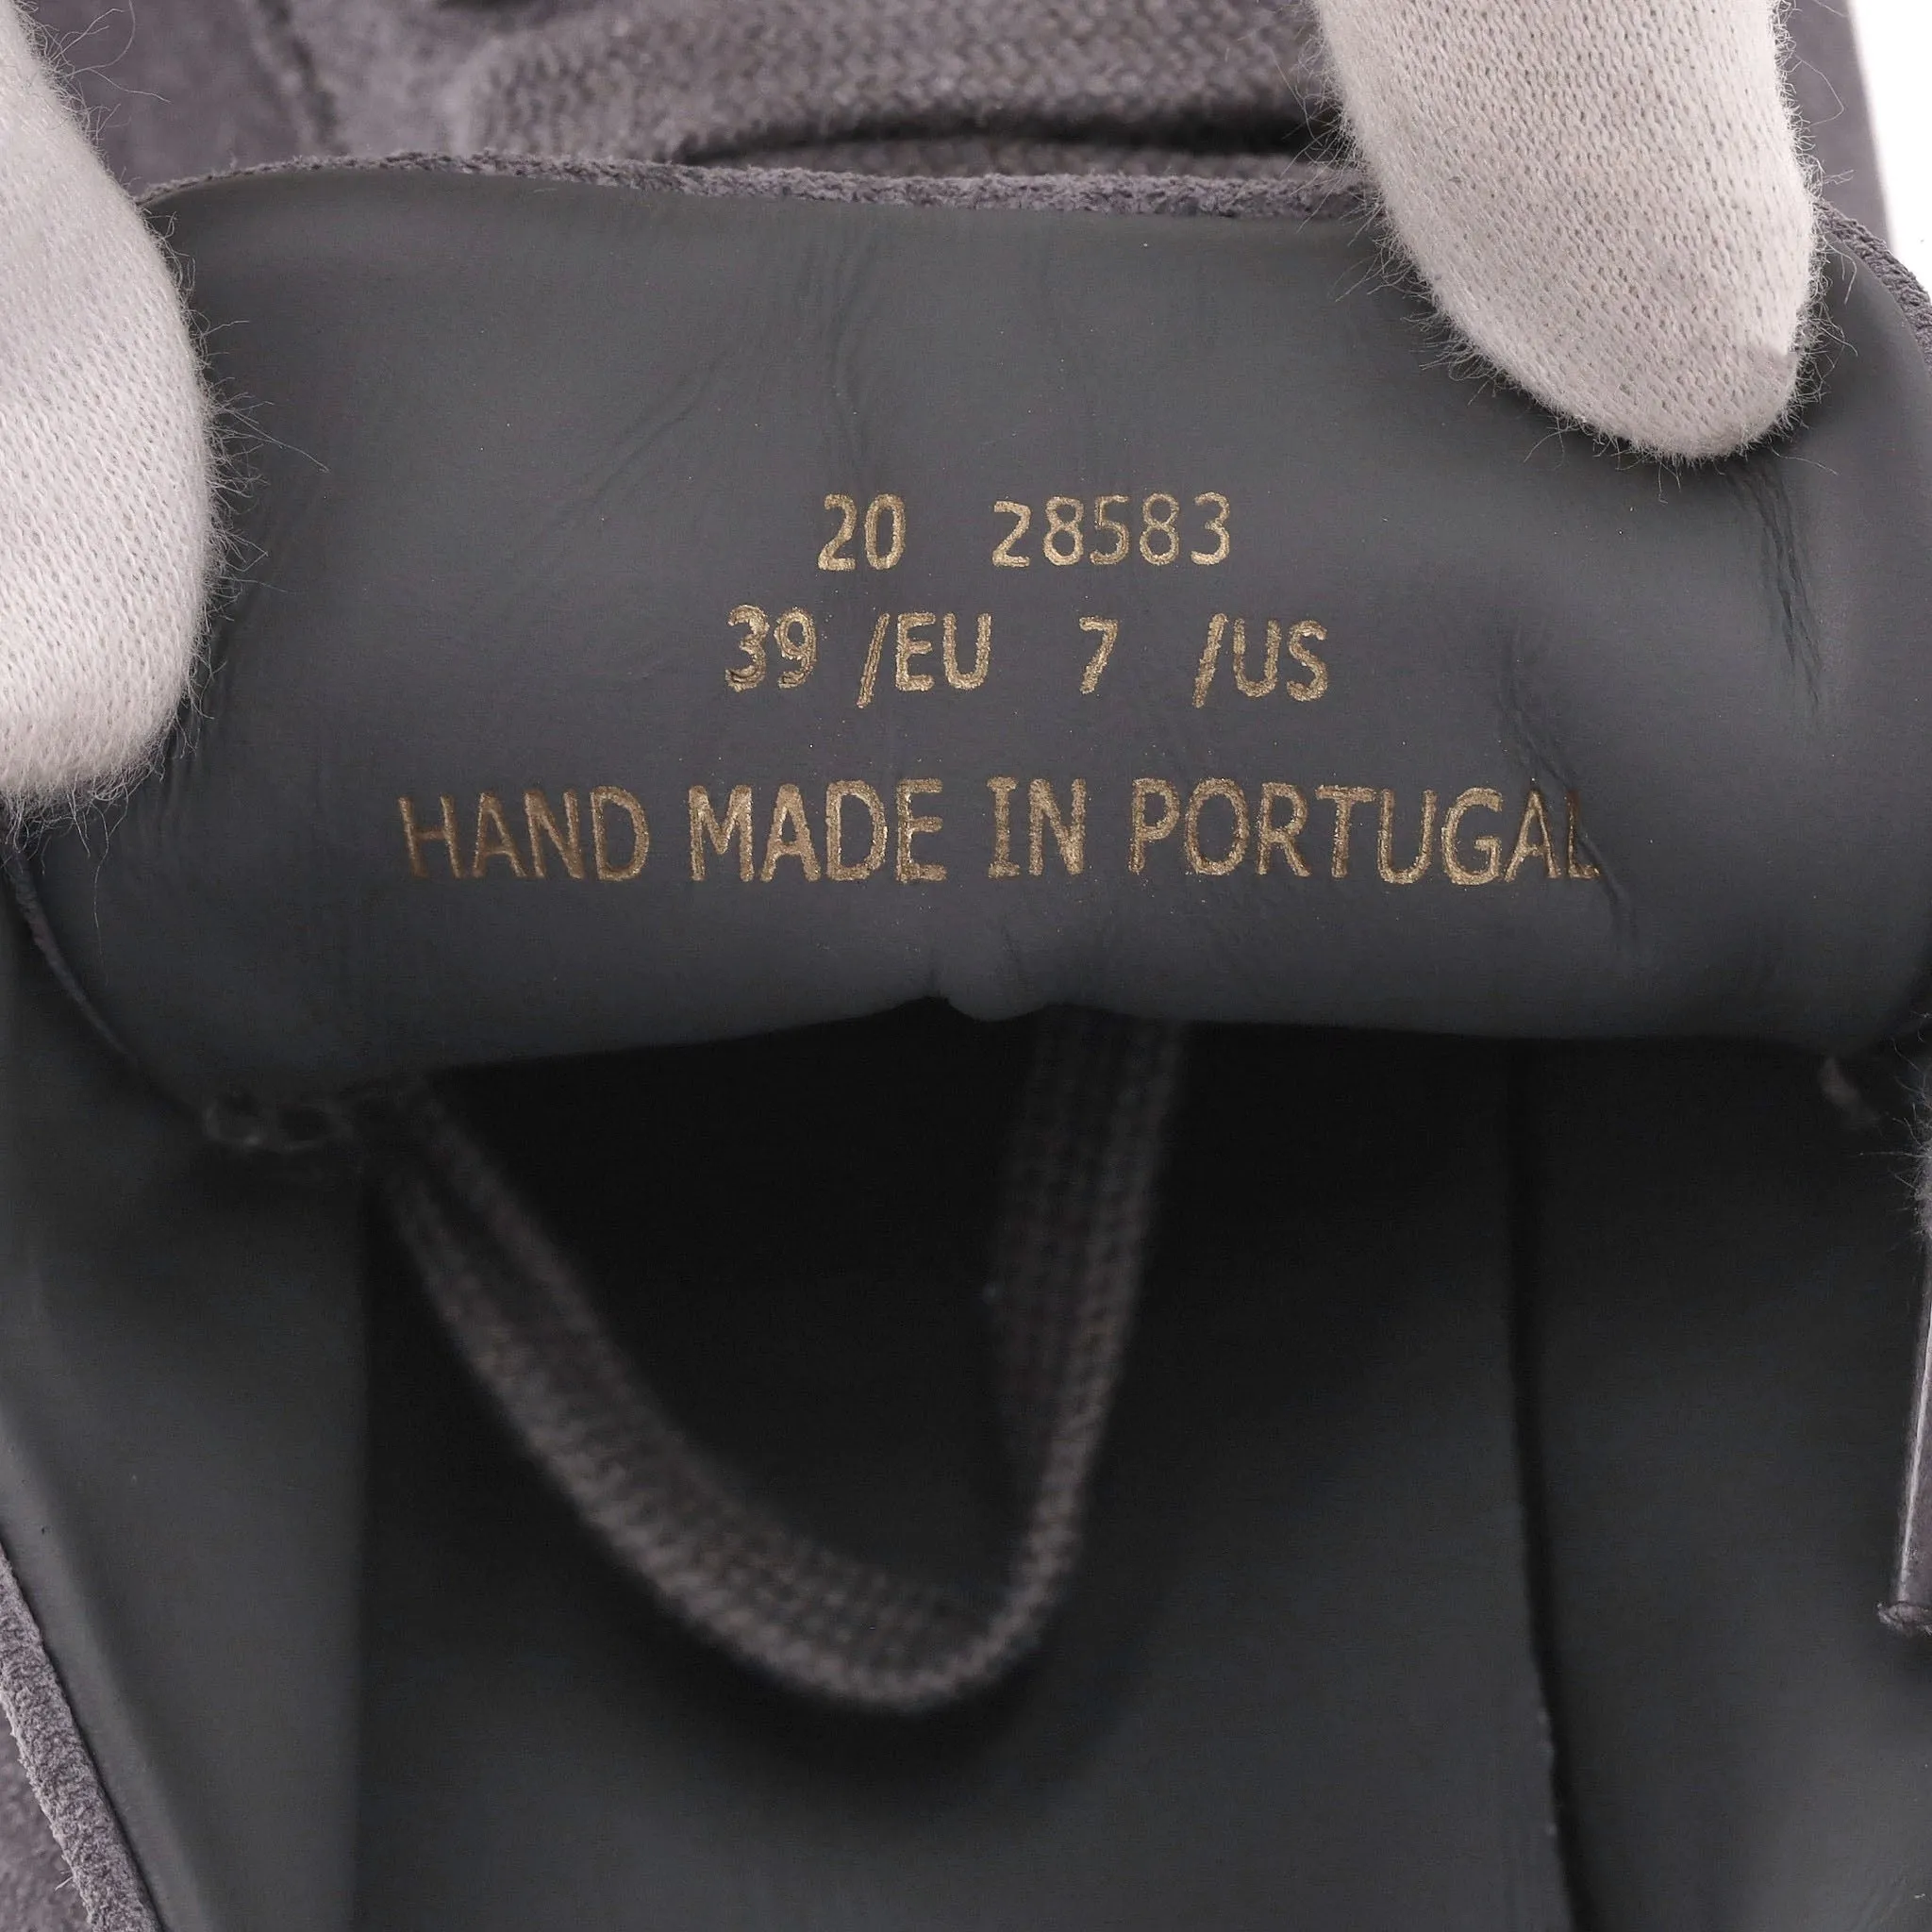 20 28583
39 /EU 7 /US
HAND MADE IN PORTUGAL